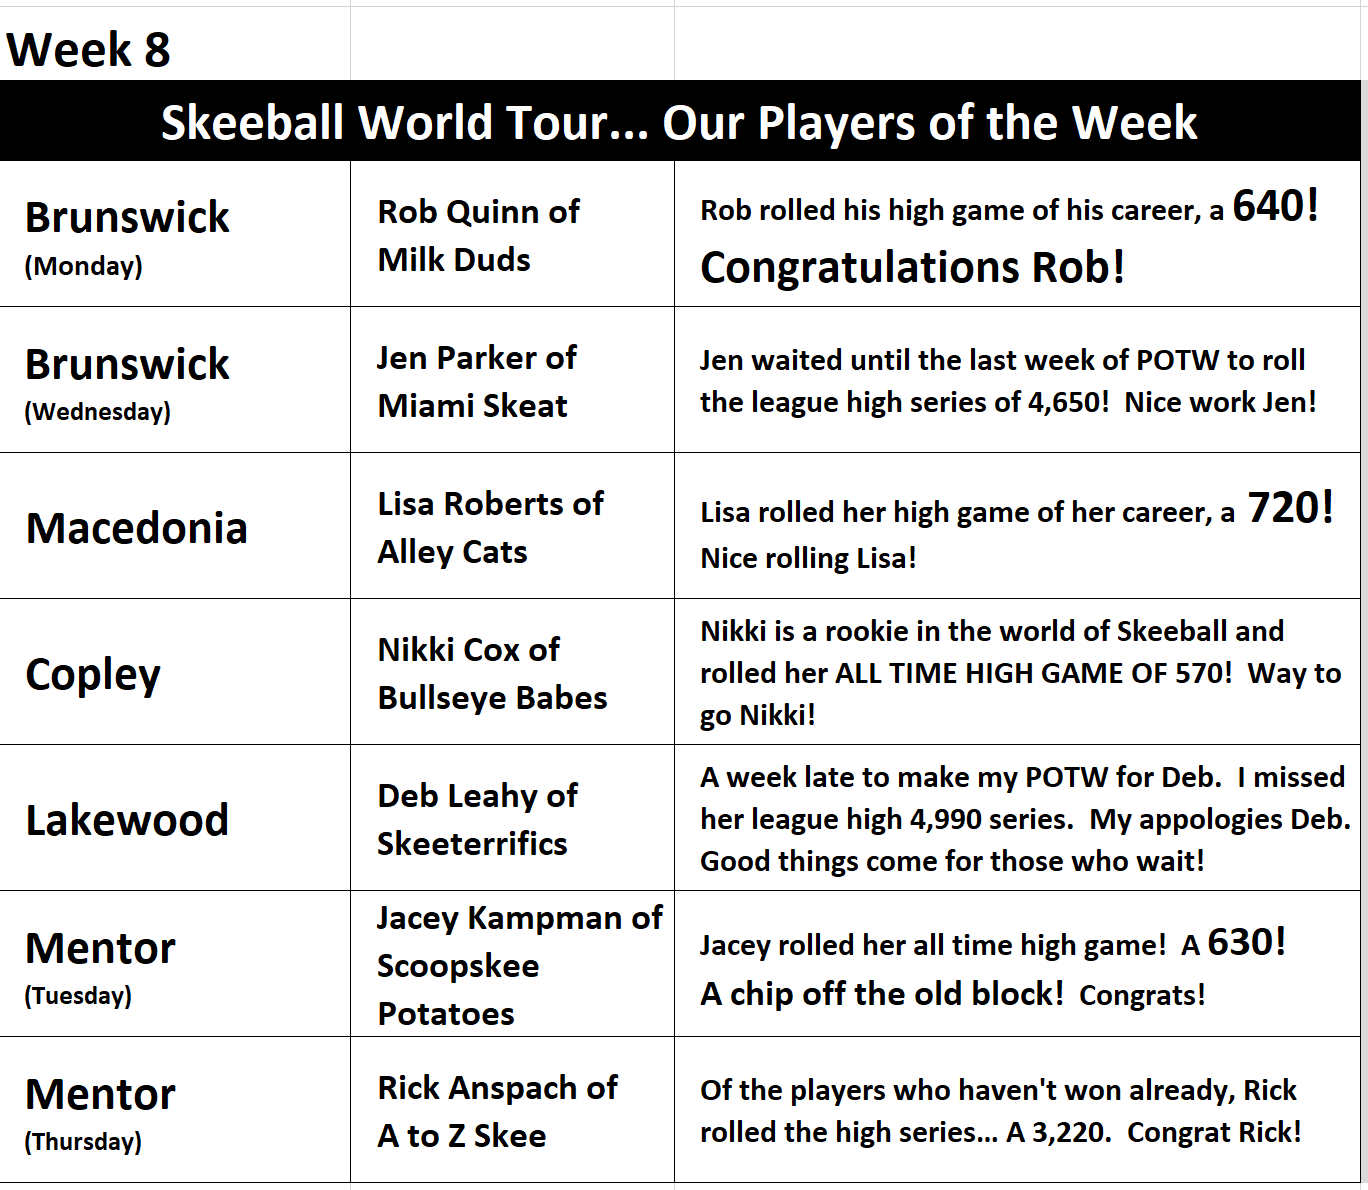 Week 8
Skeeball World Tour... Our Players of the Week
Brunswick
(Monday)
Rob Quinn of
Milk Duds
Rob rolled his high game of his career, a 640!
Congratulations Rob!
Brunswick
(Wednesday)
Jen Parker of
Miami Skeat
Jen waited until the last week of POTW to roll
the league high series of 4,650!  Nice work Jen!
Macedonia
Lisa Roberts of
Alley Cats
Lisa rolled her high game of her career, a 720!
Nice rolling Lisa!
Copley
Nikki Cox of
Bullseye Babes
Nikki is a rookie in the world of Skeeball and
rolled her ALL TIME HIGH GAME OF 570!  Way to
go Nikki!
Lakewood
Deb Leahy of
Skeeterrifics
A week late to make my POTW for Deb.  I missed
her league high 4,990 series.  My appologies Deb.
Good things come for those who wait!
Mentor
(Tuesday)
Jacey Kampman of
Scoopskee
Potatoes
Jacey rolled her all time high game!  A 630!
A chip off the old block!  Congrats!
Mentor
(Thursday)
Rick Anspach of
A to Z Skee
Of the players who haven't won already, Rick
rolled the high series... A 3,220.  Congrat Rick!